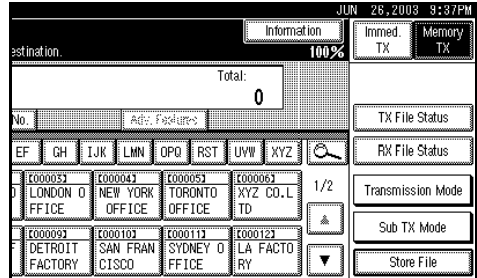 JUN 26,2003 9:37PM
Information
Immed. TX
Memory TX
estination.
100%
Total:
0
No.
Adv. Features
TX File Status
EF GH IJK LMN OPQ RST UVW XYZ
RX File Status
[00003] [00004] [00005] [00006]
LONDON O NEW YORK TORONTO XYZ CO.L
FFICE OFFICE OFFICE TD
1/2
Transmission Mode
Sub TX Mode
[00009] [00010] [00011] [00012]
DETROIT SAN FRAN SYDNEY O LA FACTO
FACTORY CISCO FFICE RY
Store File